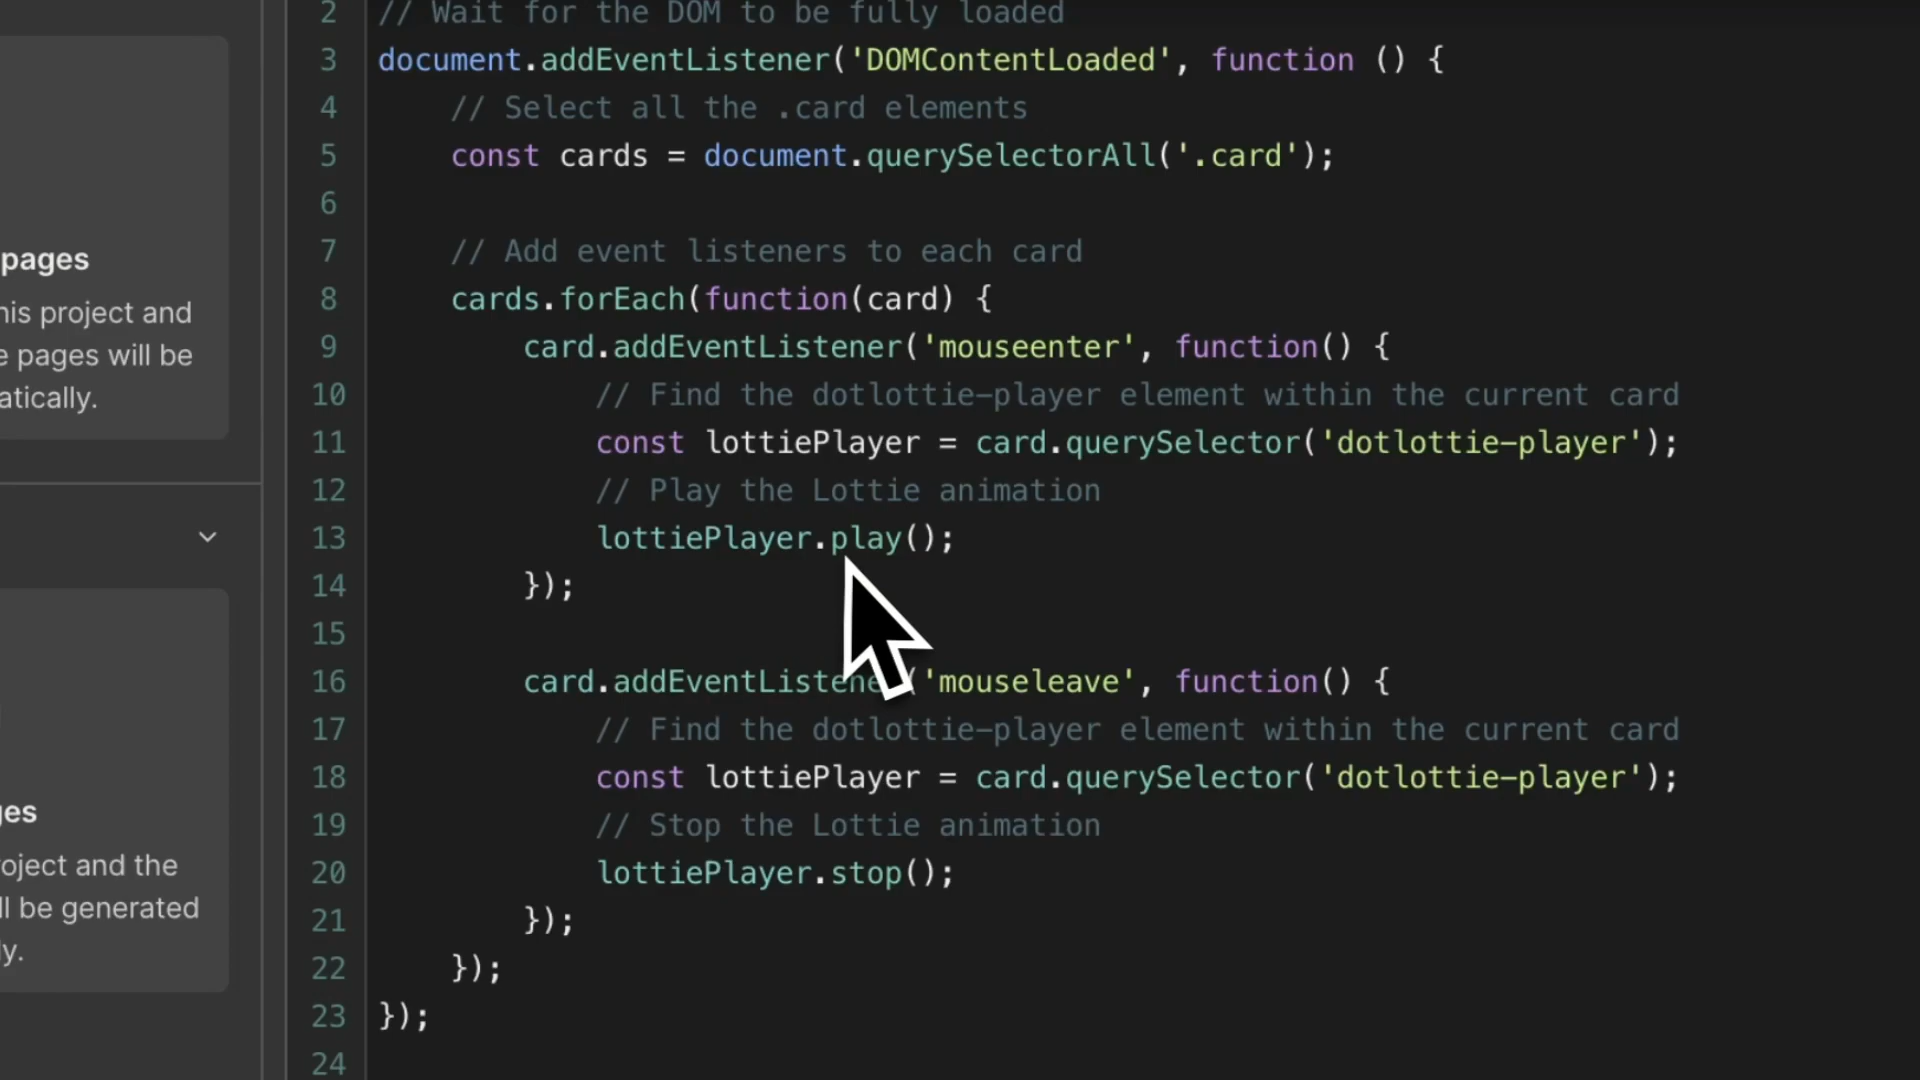 pages
his project and
e pages will be
atically.
ges
oject and the
ll be generated
ly.
2 // Wait for the DOM to be fully loaded
3 document.addEventListener('DOMContentLoaded', function () {
4 // Select all the .card elements
5 const cards = document.querySelectorAll('.card');
6
7 // Add event listeners to each card
8 cards.forEach(function(card) {
9 card.addEventListener('mouseenter', function() {
10 // Find the dotlottie-player element within the current card
11 const lottiePlayer = card.querySelector('dotlottie-player');
12 // Play the Lottie animation
13 lottiePlayer.play();
14 });
15
16 card.addEventListener('mouseleave', function() {
17 // Find the dotlottie-player element within the current card
18 const lottiePlayer = card.querySelector('dotlottie-player');
19 // Stop the Lottie animation
20 lottiePlayer.stop();
21 });
22 });
23 });
24